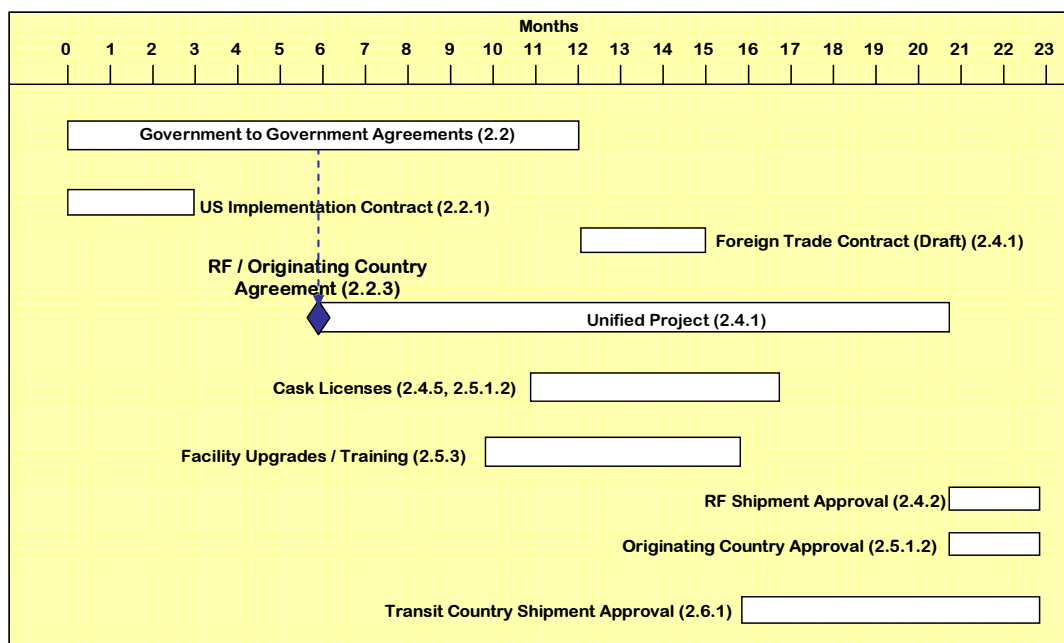 Months
0 1 2 3 4 5 6 7 8 9 10 11 12 13 14 15 16 17 18 19 20 21 22 23
Government to Government Agreements (2.2)
US Implementation Contract (2.2.1)
Foreign Trade Contract (Draft) (2.4.1)
RF / Originating Country
Agreement (2.2.3)
Unified Project (2.4.1)
Cask Licenses (2.4.5, 2.5.1.2)
Facility Upgrades / Training (2.5.3)
RF Shipment Approval (2.4.2)
Originating Country Approval (2.5.1.2)
Transit Country Shipment Approval (2.6.1)